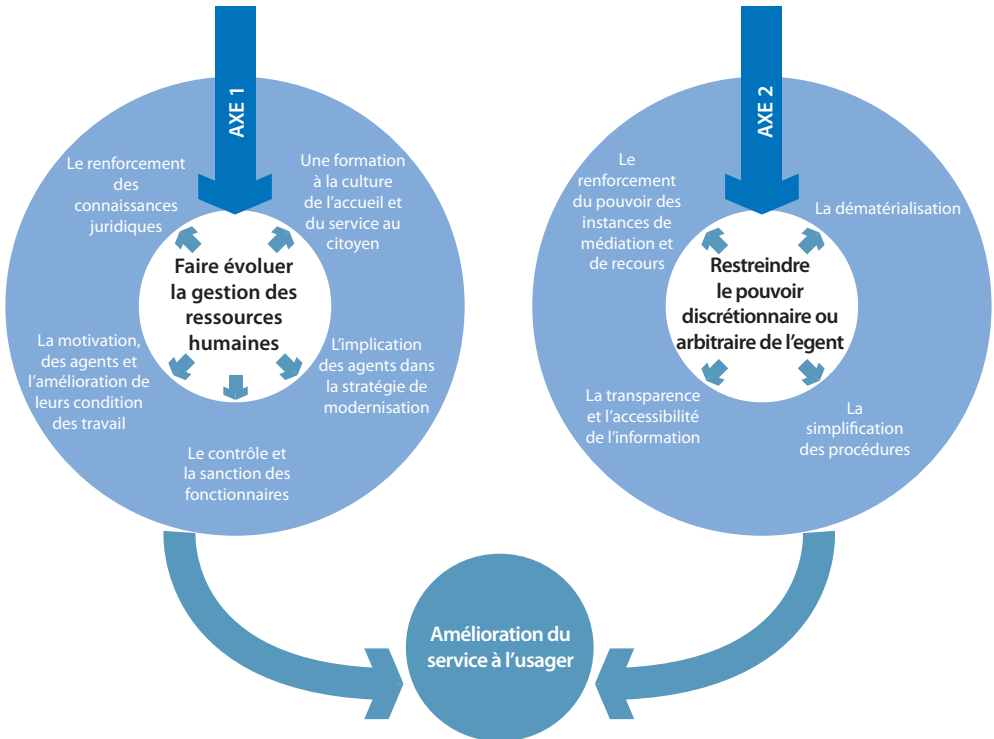 AXE 1
Le renforcement
des
connaissances
juridiques
Une formation
à la culture
de l’accueil et
du service au
citoyen
Faire évoluer
la gestion des
ressources
humaines
La motivation,
des agents et
l’amélioration de
leurs condition
des travail
L’implication
des agents dans
la stratégie de
modernisation
Le contrôle et
la sanction des
fonctionnaires
AXE 2
Le
renforcement
du pouvoir des
instances de
médiation et
de recours
La dématérialisation
Restreindre
le pouvoir
discrétionnaire ou
arbitraire de l’egent
La transparence
et l’accessibilité
de l’information
La
simplification
des procédures
Amélioration du
service à l’usager